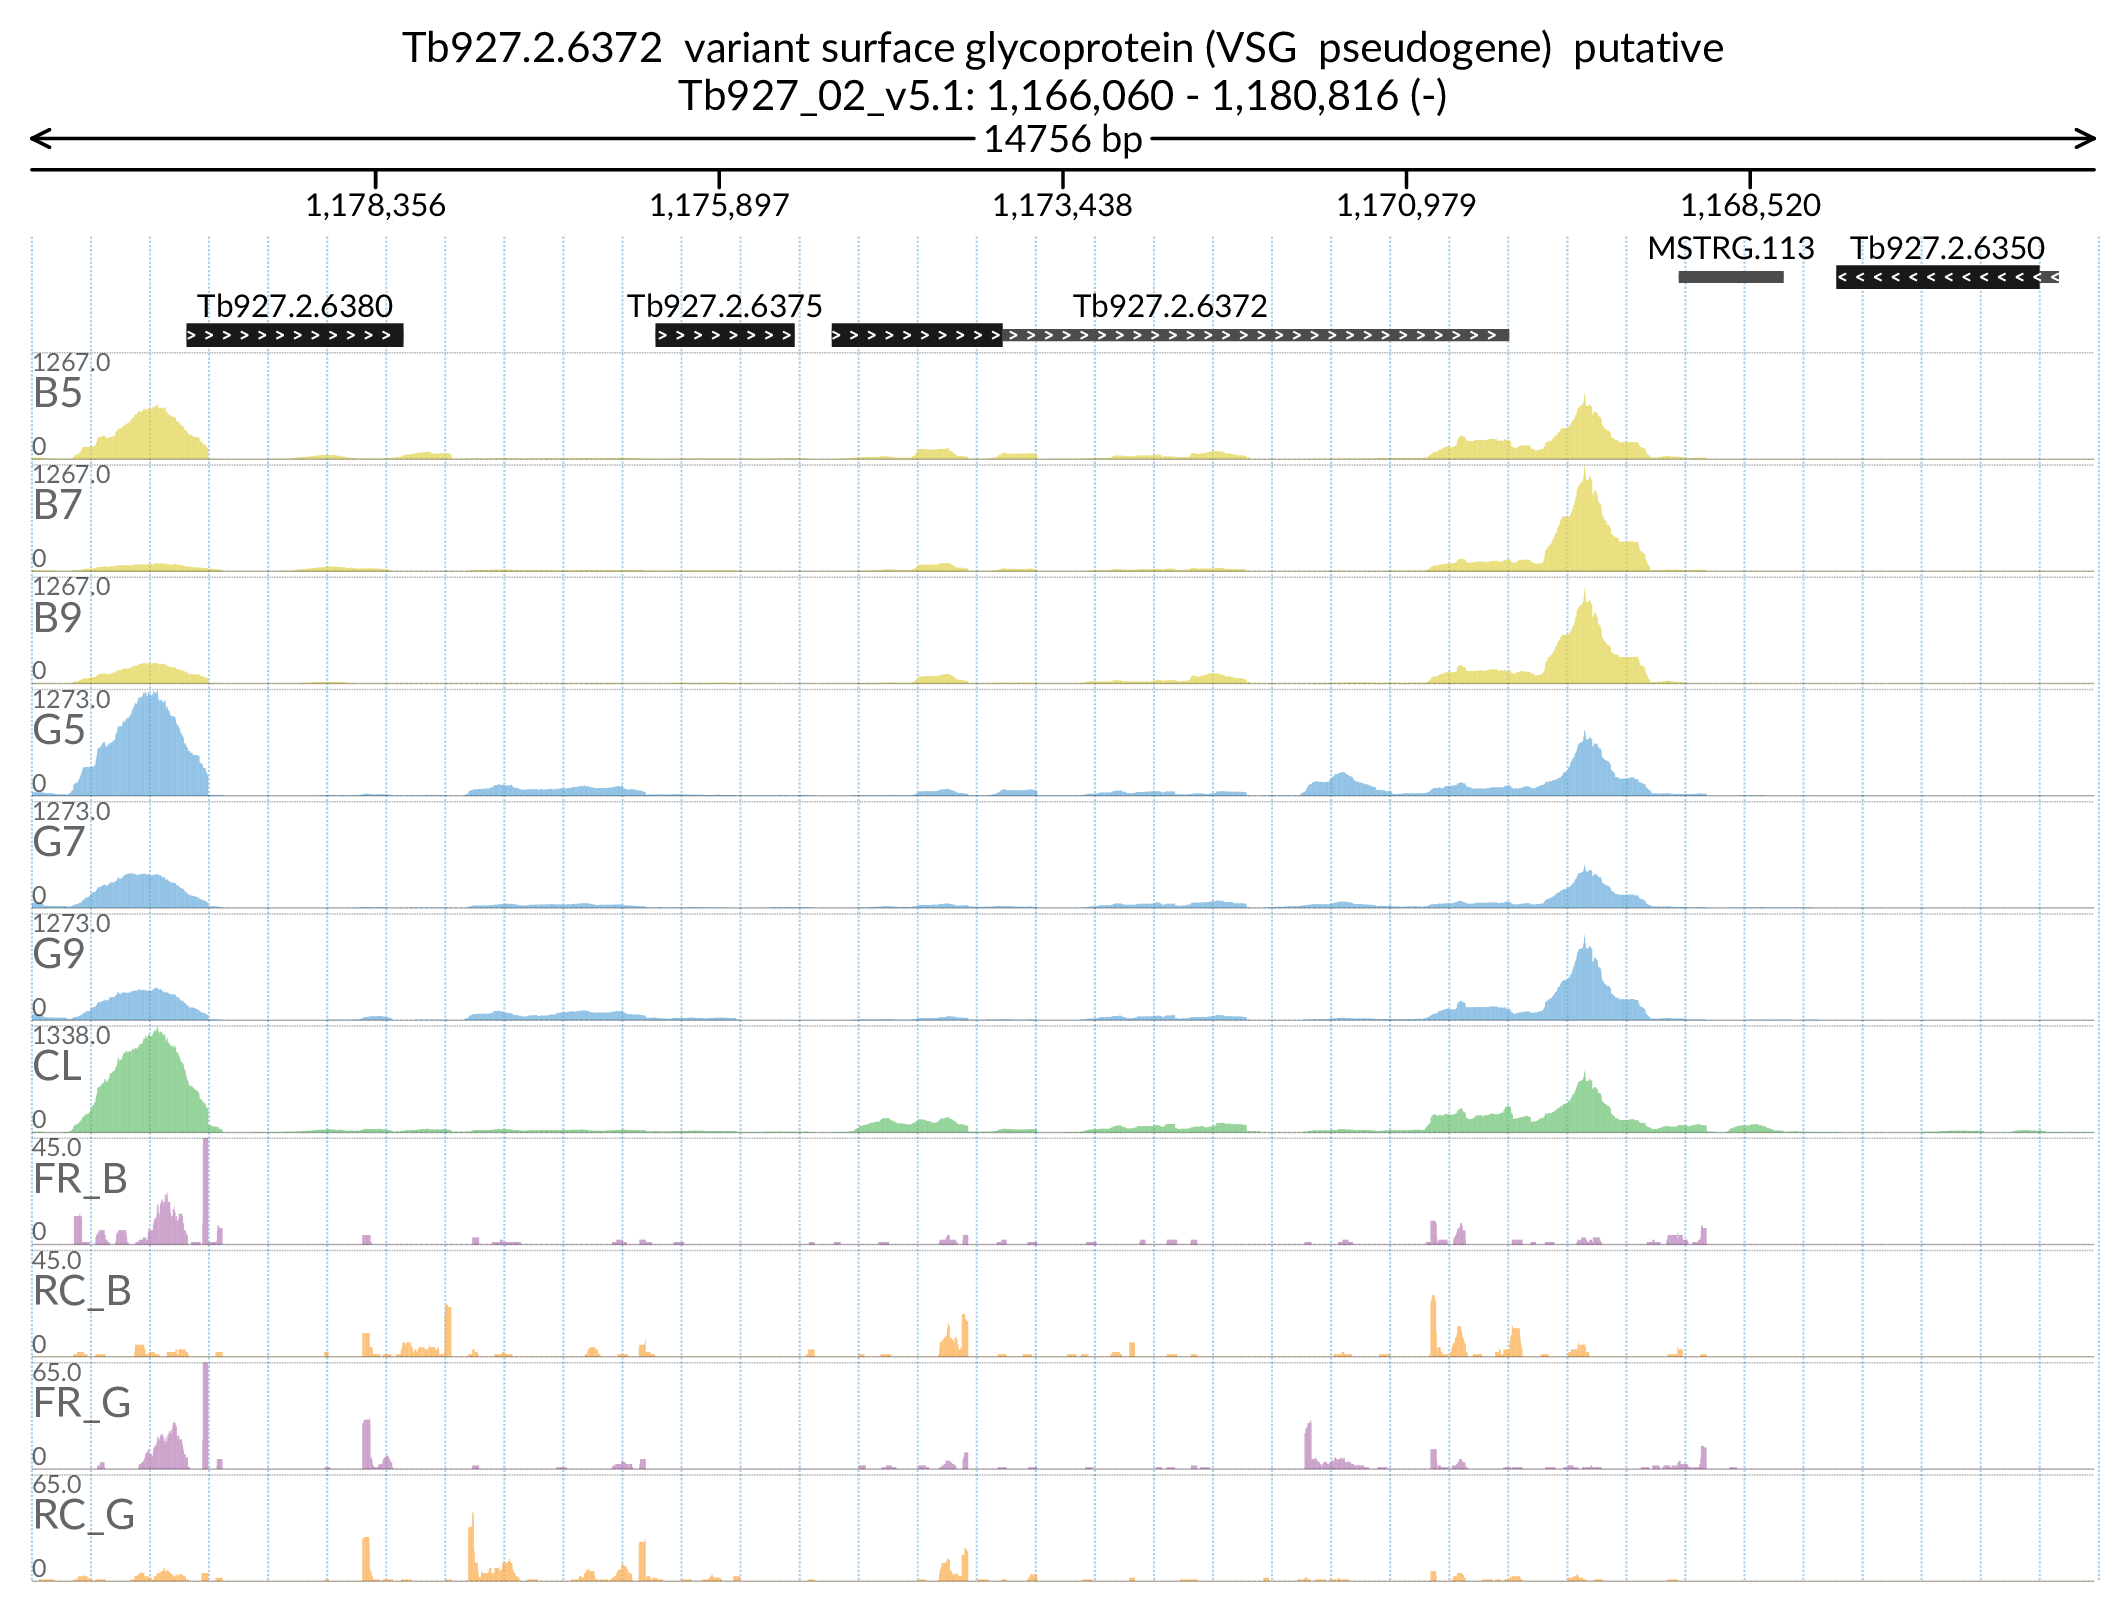 Tb927.2.6372  variant surface glycoprotein (VSG  pseudogene)  putative
Tb927_02_v5.1: 1,166,060 - 1,180,816 (-)
14756 bp
1,178,356 1,175,897 1,173,438 1,170,979 1,168,520
MSTRG.113 Tb927.2.6350
Tb927.2.6380 Tb927.2.6375 Tb927.2.6372
1267.0
B5
0
1267.0
B7
0
1267.0
B9
0
1273.0
G5
0
1273.0
G7
0
1273.0
G9
0
1338.0
CL
0
45.0
FR_B
0
45.0
RC_B
0
65.0
FR_G
0
65.0
RC_G
0